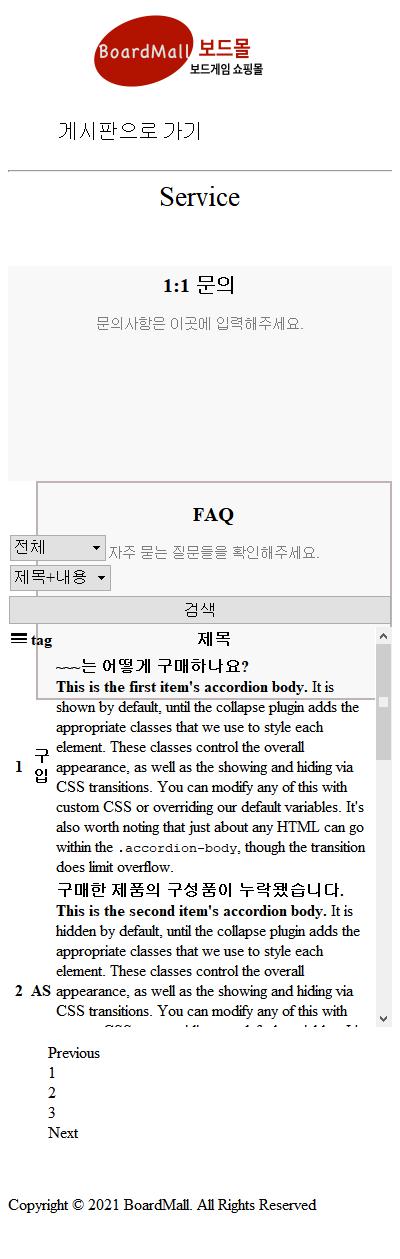 BoardMall 보드몰
보드게임 쇼핑몰
게시판으로 가기
Service
1:1 문의
문의사항은 이곳에 입력해주세요.
FAQ
전체 자주 묻는 질문들을 확인해주세요.
제목+내용
검색
tag 제목
~~~는 어떻게 구매하나요?
This is the first item's accordion body. It is
shown by default, until the collapse plugin adds the
appropriate classes that we use to style each
element. These classes control the overall
1 구입 appearance, as well as the showing and hiding via
CSS transitions. You can modify any of this with
custom CSS or overriding our default variables. It's
also worth noting that just about any HTML can go
within the .accordion-body, though the transition
does limit overflow.
구매한 제품의 구성품이 누락됐습니다.
This is the second item's accordion body. It is
hidden by default, until the collapse plugin adds the
appropriate classes that we use to style each
element. These classes control the overall
2 AS appearance, as well as the showing and hiding via
CSS transitions. You can modify any of this with
Previous
1
2
3
Next
Copyright © 2021 BoardMall. All Rights Reserved